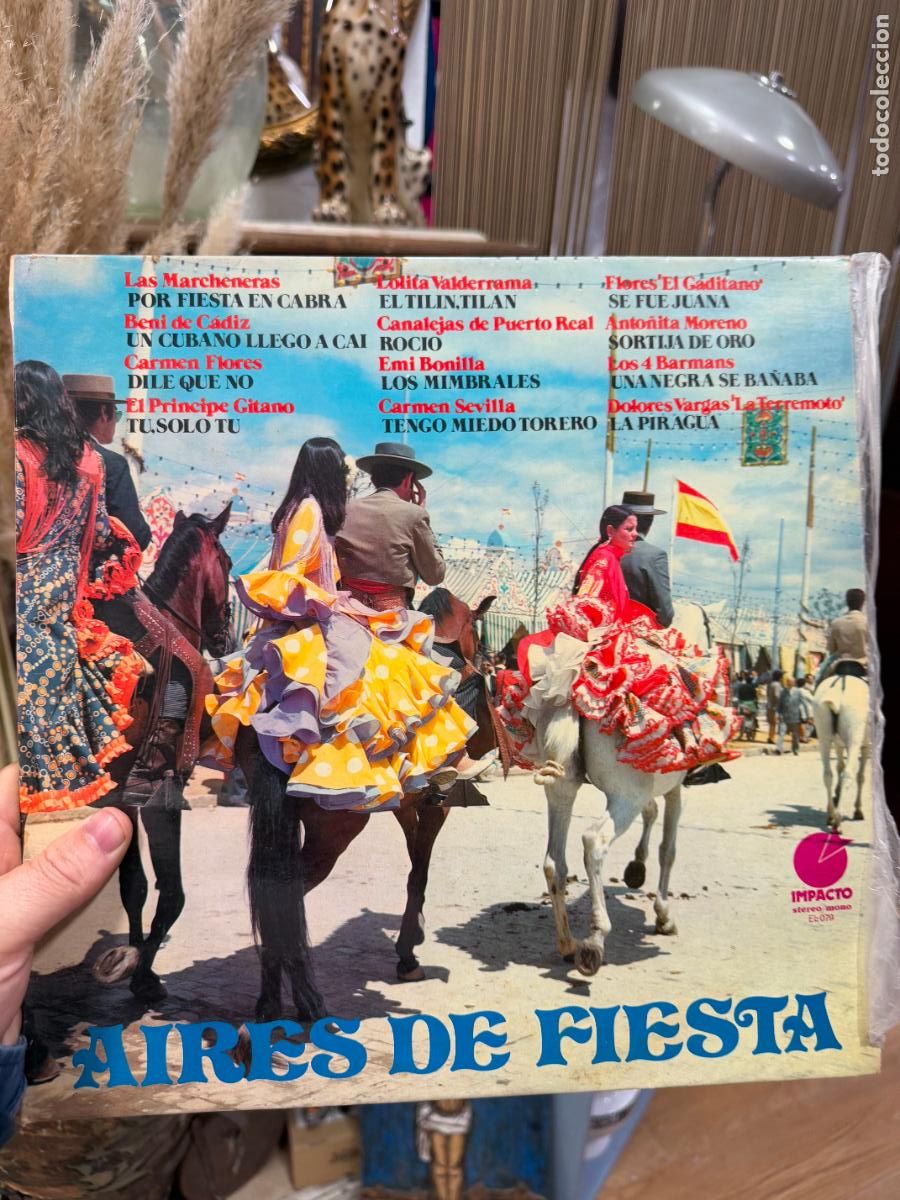 Las Marcheneras
POR FIESTA EN CABRA
Beni de Cádiz
UN CUBANO LLEGO A CAI
Carmen Flores
DILE QUE NO
El Principe Gitano
TU, SOLO TU
Lolita Valderrama
EL TILIN, TILAN
Canalejas de Puerto Real
ROCIO
Emi Bonilla
LOS MIMBRALES
Carmen Sevilla
TENGO MIEDO TORERO
Flores 'El Gaditano'
SE FUE JUANA
Antoñita Moreno
SORTIJA DE ORO
Los 4 Barmans
UNA NEGRA SE BAÑABA
Dolores Vargas 'La Terremoto'
LA PIRAGUA
IMPACTO
stereo/mono
EL-079
AIRES DE FIESTA
todocoleccion